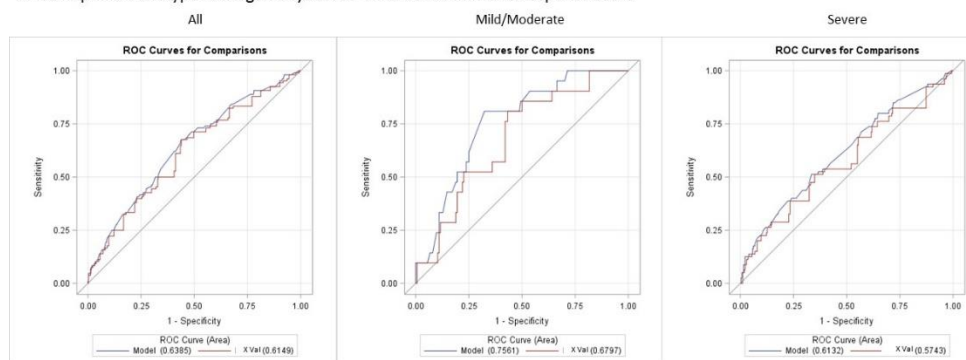 All
Mild/Moderate
Severe
ROC Curves for Comparisons
1.00
0.75
0.50
0.25
0.00
Sensitivity
0.00 0.25 0.50 0.75 1.00
1 - Specificity
ROC Curve (Area)
Model (0.6385) X Val (0.6149)
ROC Curves for Comparisons
1.00
0.75
0.50
0.25
0.00
Sensitivity
0.00 0.25 0.50 0.75 1.00
1 - Specificity
ROC Curve (Area)
Model (0.7561) X Val (0.6797)
ROC Curves for Comparisons
1.00
0.75
0.50
0.25
0.00
Sensitivity
0.00 0.25 0.50 0.75 1.00
1 - Specificity
ROC Curve (Area)
Model (0.6132) X Val (0.5743)